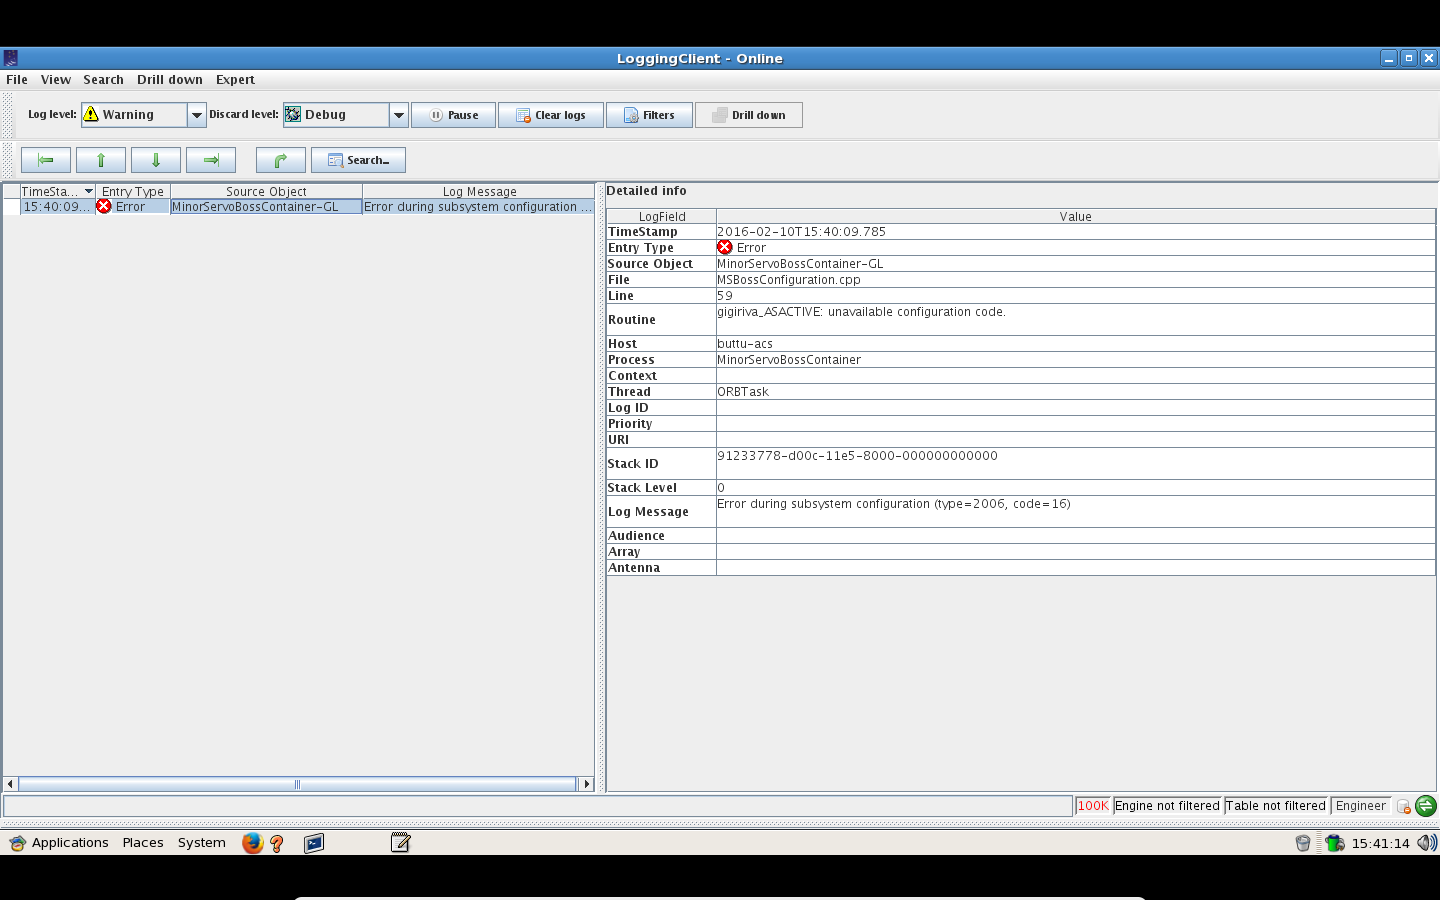 LoggingClient - Online
File View Search Drill down Expert
Log level: Warning Discard level: Debug Pause Clear logs Filters Drill down
Search...
TimeSta... Entry Type Source Object Log Message
15:40:09... Error MinorServoBossContainer-GL Error during subsystem configuration ...
Detailed info
LogField Value
TimeStamp 2016-02-10T15:40:09.785
Entry Type Error
Source Object MinorServoBossContainer-GL
File MSBossConfiguration.cpp
Line 59
Routine gigiriva_ASACTIVE: unavailable configuration code.
Host buttu-acs
Process MinorServoBossContainer
Context
Thread ORBTask
Log ID
Priority
URI
Stack ID 91233778-d00c-11e5-8000-000000000000
Stack Level 0
Log Message Error during subsystem configuration (type=2006, code=16)
Audience
Array
Antenna
100K Engine not filtered Table not filtered Engineer
Applications Places System 15:41:14